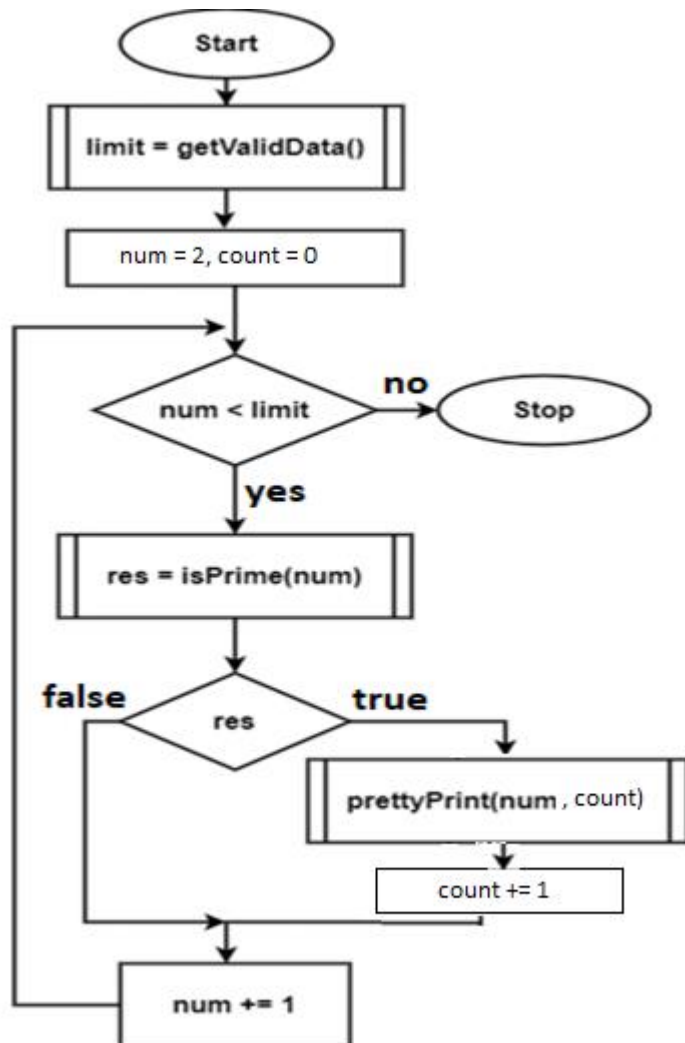 Start
limit = getValidData()
num = 2, count = 0
num < limit
no
Stop
yes
res = isPrime(num)
false
res
true
prettyPrint(num , count)
count += 1
num += 1